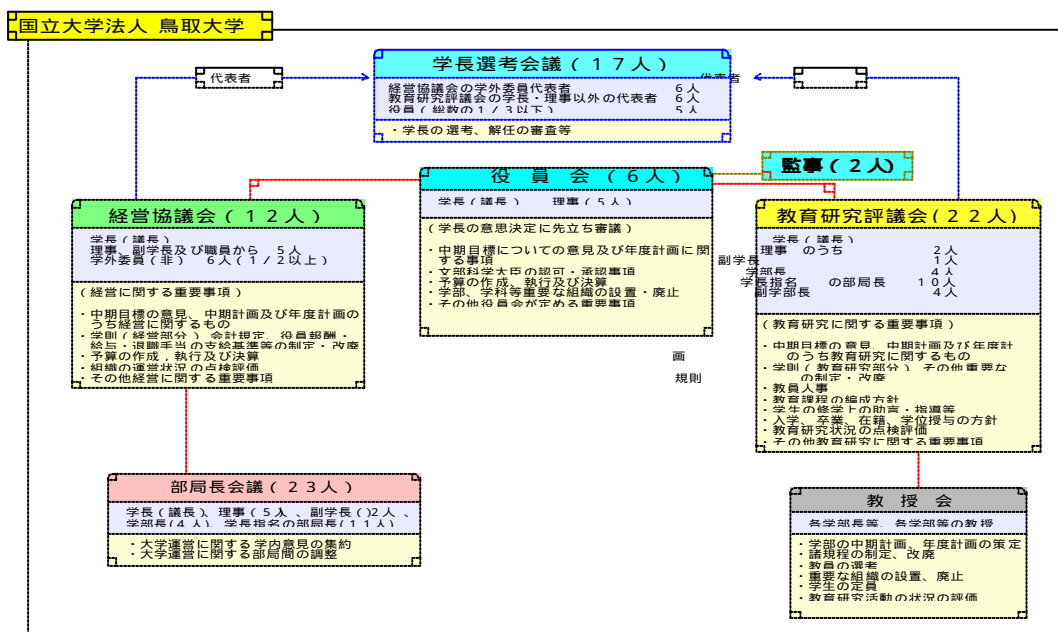 国立大学法人 鳥取大学
学長選考会議(17人)
代表者
代表者
経営協議会の学外委員代表者 6人
教育研究評議会の学長・理事以外の代表者 6人
役員(総数の1/3以下) 5人
・学長の選考、解任の審査等
監事(2人)
役員会(6人)
学長(議長) 理事(5人)
(学長の意思決定に先立ち審議)
・中期目標についての意見及び年度計画に関
する事項
・文部科学大臣の認可・承認事項
・予算の作成、執行及び決算
・学部、学科等重要な組織の設置・廃止
・その他役員会が定める重要事項
経営協議会(12人)
学長(議長)
理事、副学長及び職員から 5人
学外委員(非) 6人(1/2以上)
(経営に関する重要事項)
・中期目標の意見、中期計画及び年度計画の
うち経営に関するもの
・学則(経営部分)、会計規定、役員報酬・
給与・退職手当の支給基準等の制定・改廃
・予算の作成,執行及び決算
・組織の運営状況の点検評価
・その他経営に関する重要事項
教育研究評議会(22人)
学長(議長)
理事 のうち 2人
副学長 1人
学部長 4人
学長指名 の部局長 10人
副学部長 4人
(教育研究に関する重要事項)
・中期目標の意見、中期計画及び年度計
画
のうち教育研究に関するもの
・学則(教育研究部分)、その他重要な
規則
の制定・改廃
・教員人事
・教育課程の編成方針
・学生の修学上の助言・指導等
・入学、卒業、在籍、学位授与の方針
・教育研究状況の点検評価
・その他教育研究に関する重要事項
部局長会議(23人)
学長(議長)、理事(5人)、副学長()2人、
学部長(4人)、学長指名の部局長(11人)
・大学運営に関する学内意見の集約
・大学運営に関する部局間の調整
教授会
各学部長等、各学部等の教授
・学部の中期計画、年度計画の策定
・諸規程の制定、改廃
・教員の選考
・重要な組織の設置、廃止
・学生の定員
・教育研究活動の状況の評価